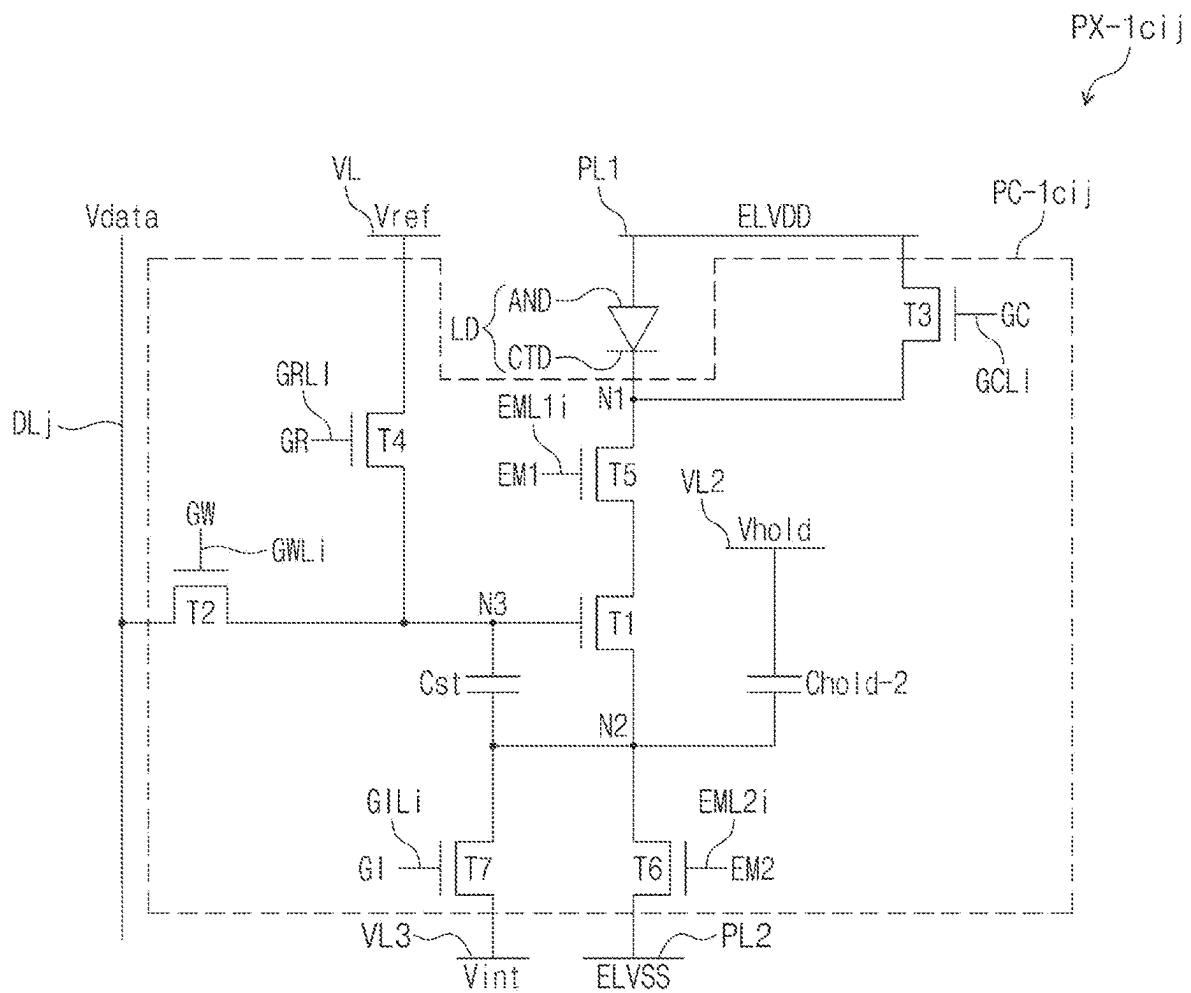 PX-1cij
VL
PL1
PC-1cij
Vdata
Vref
ELVDD
LD
AND
CTD
T3
GC
GCLi
GRLi
GR
T4
N1
DLj
EML1i
EM1
T5
VL2
Vhold
GW
GWLi
T2
N3
T1
Cst
Chold-2
N2
GILi
GI
T7
EML2i
T6
EM2
VL3
Vint
PL2
ELVSS